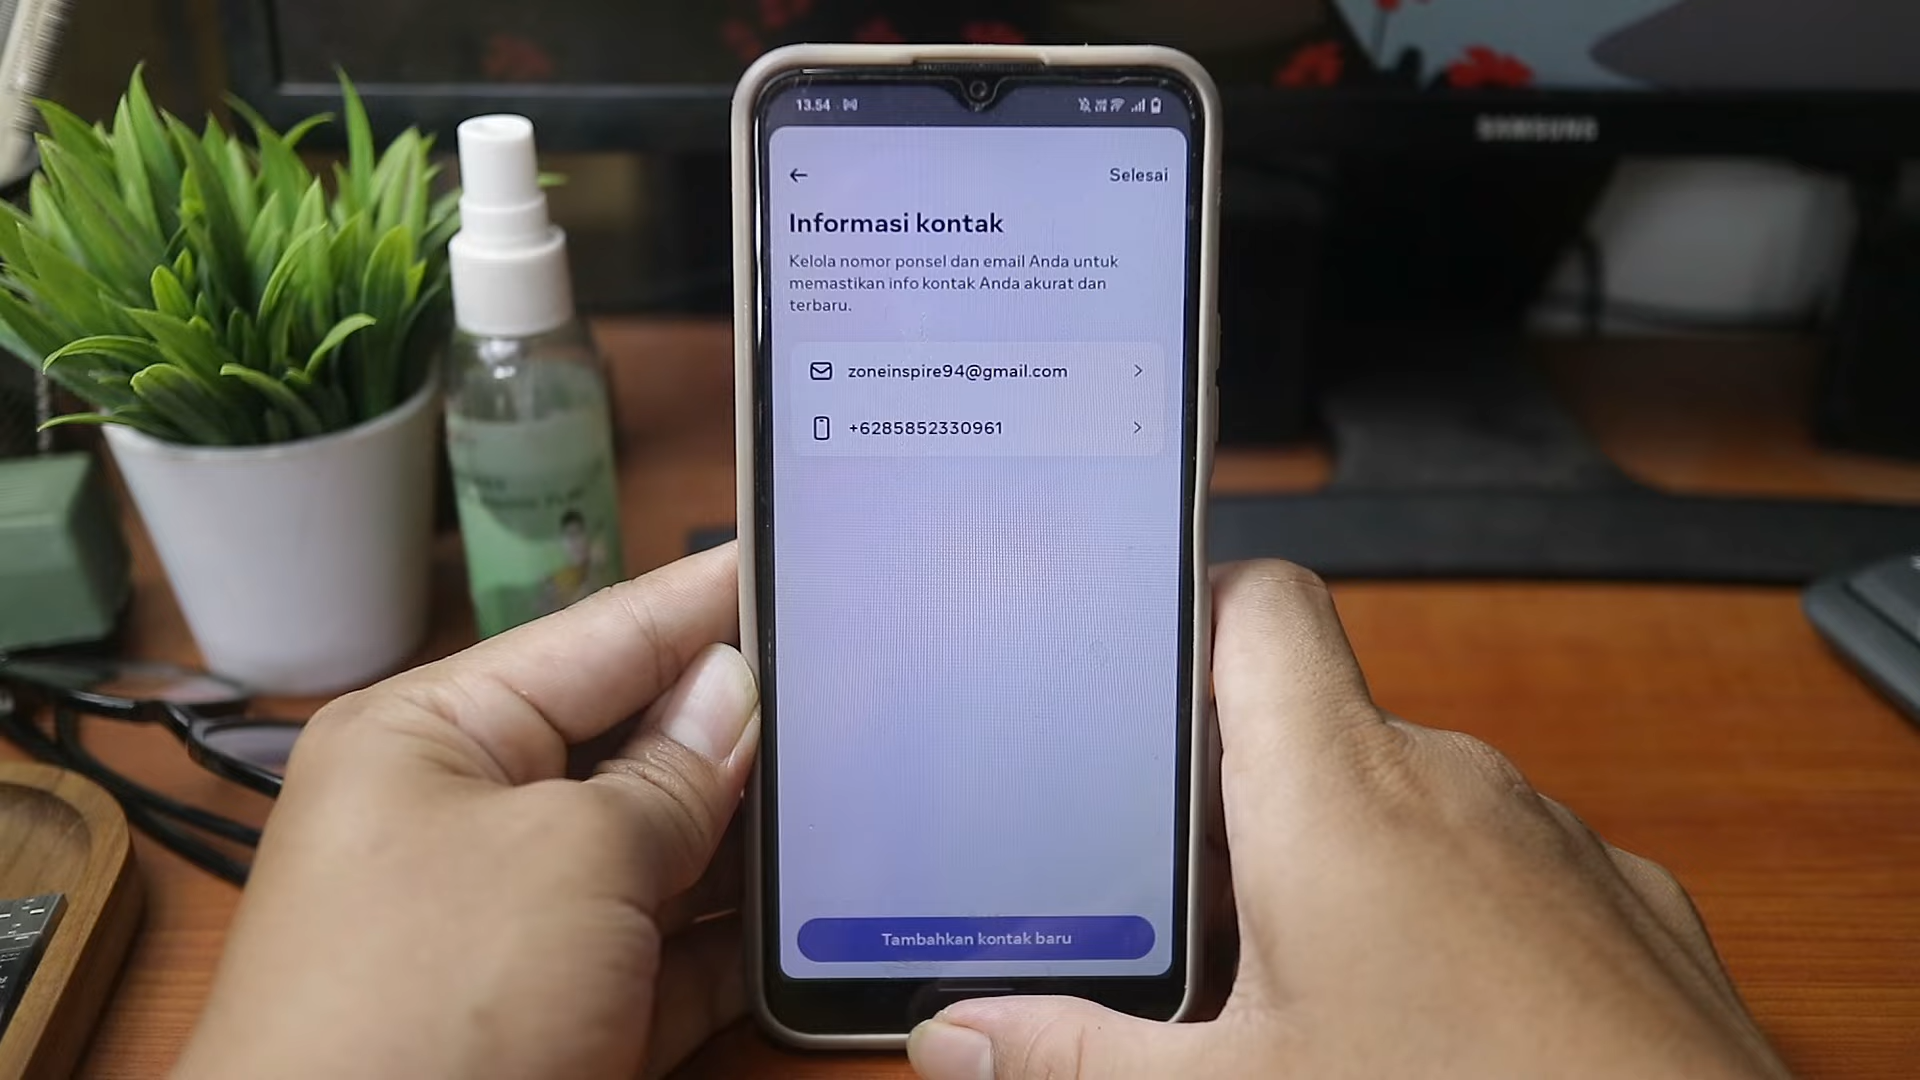 13.54
SAMSUNG
Selesai
Informasi kontak
Kelola nomor ponsel dan email Anda untuk
memastikan info kontak Anda akurat dan
terbaru.
zoneinspire94@gmail.com
+6285852330961
Tambahkan kontak baru